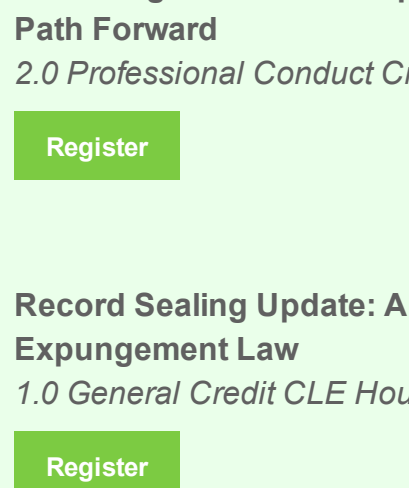 Path Forward
2.0 Professional Conduct
Register
Record Sealing Update: A
Expungement Law
1.0 General Credit CLE
Register